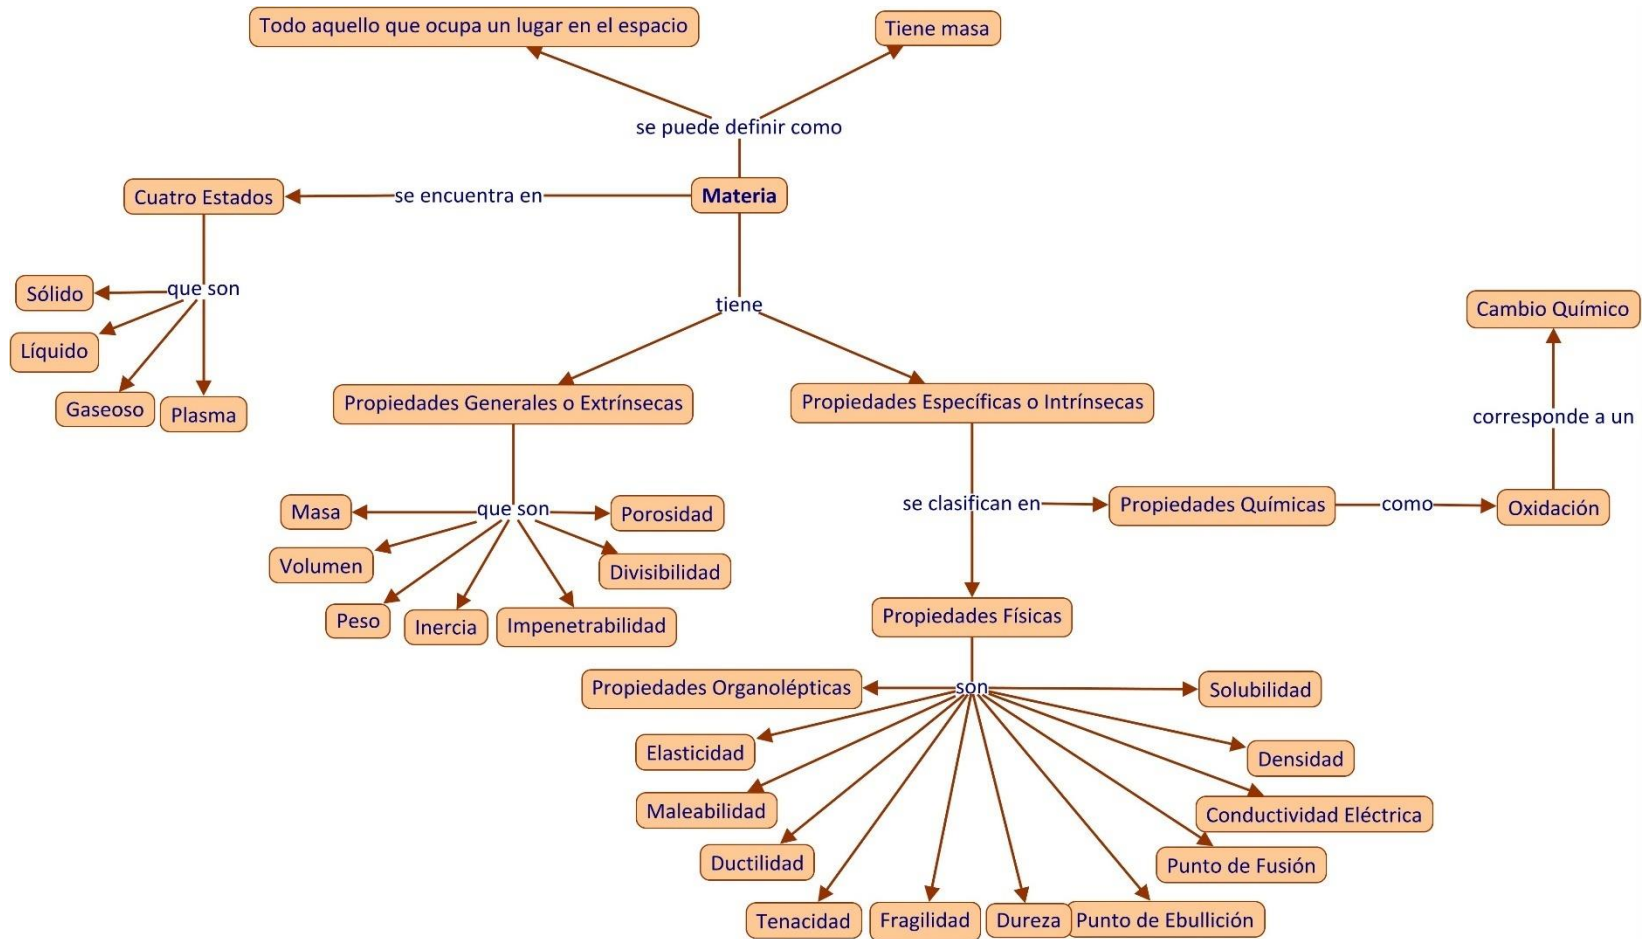 Todo aquello que ocupa un lugar en el espacio
Tiene masa
se puede definir como
Cuatro Estados
se encuentra en
Materia
que son
Sólido
Líquido
Gaseoso
Plasma
tiene
Propiedades Generales o Extrínsecas
Propiedades Específicas o Intrínsecas
Cambio Químico
corresponde a un
que son
Masa
Porosidad
Volumen
Divisibilidad
Peso
Inercia
Impenetrabilidad
se clasifican en
Propiedades Químicas
como
Oxidación
Propiedades Físicas
son
Propiedades Organolépticas
Solubilidad
Elasticidad
Densidad
Maleabilidad
Conductividad Eléctrica
Ductilidad
Punto de Fusión
Tenacidad
Fragilidad
Dureza
Punto de Ebullición